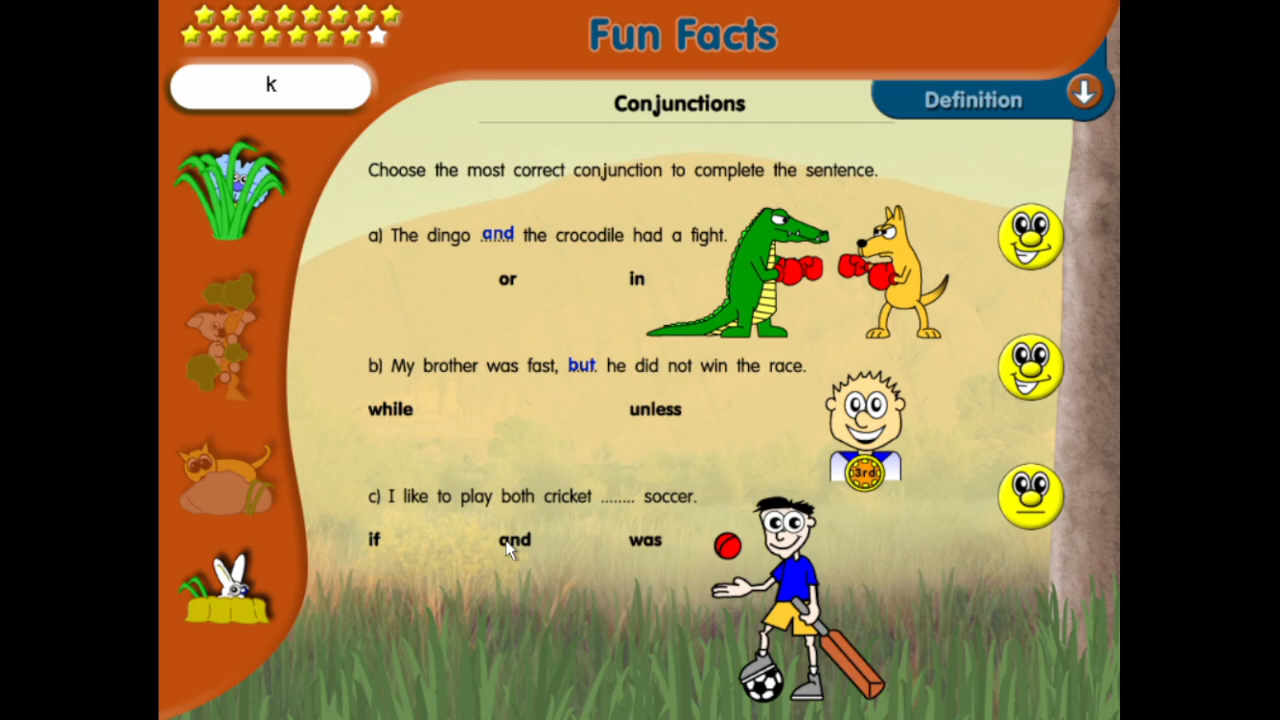 Fun Facts
k
Definition
Conjunctions
Choose the most correct conjunction to complete the sentence.
a) The dingo and the crocodile had a fight.
or in
b) My brother was fast, but he did not win the race.
while unless
3rd
c) I like to play both cricket ........ soccer.
if and was